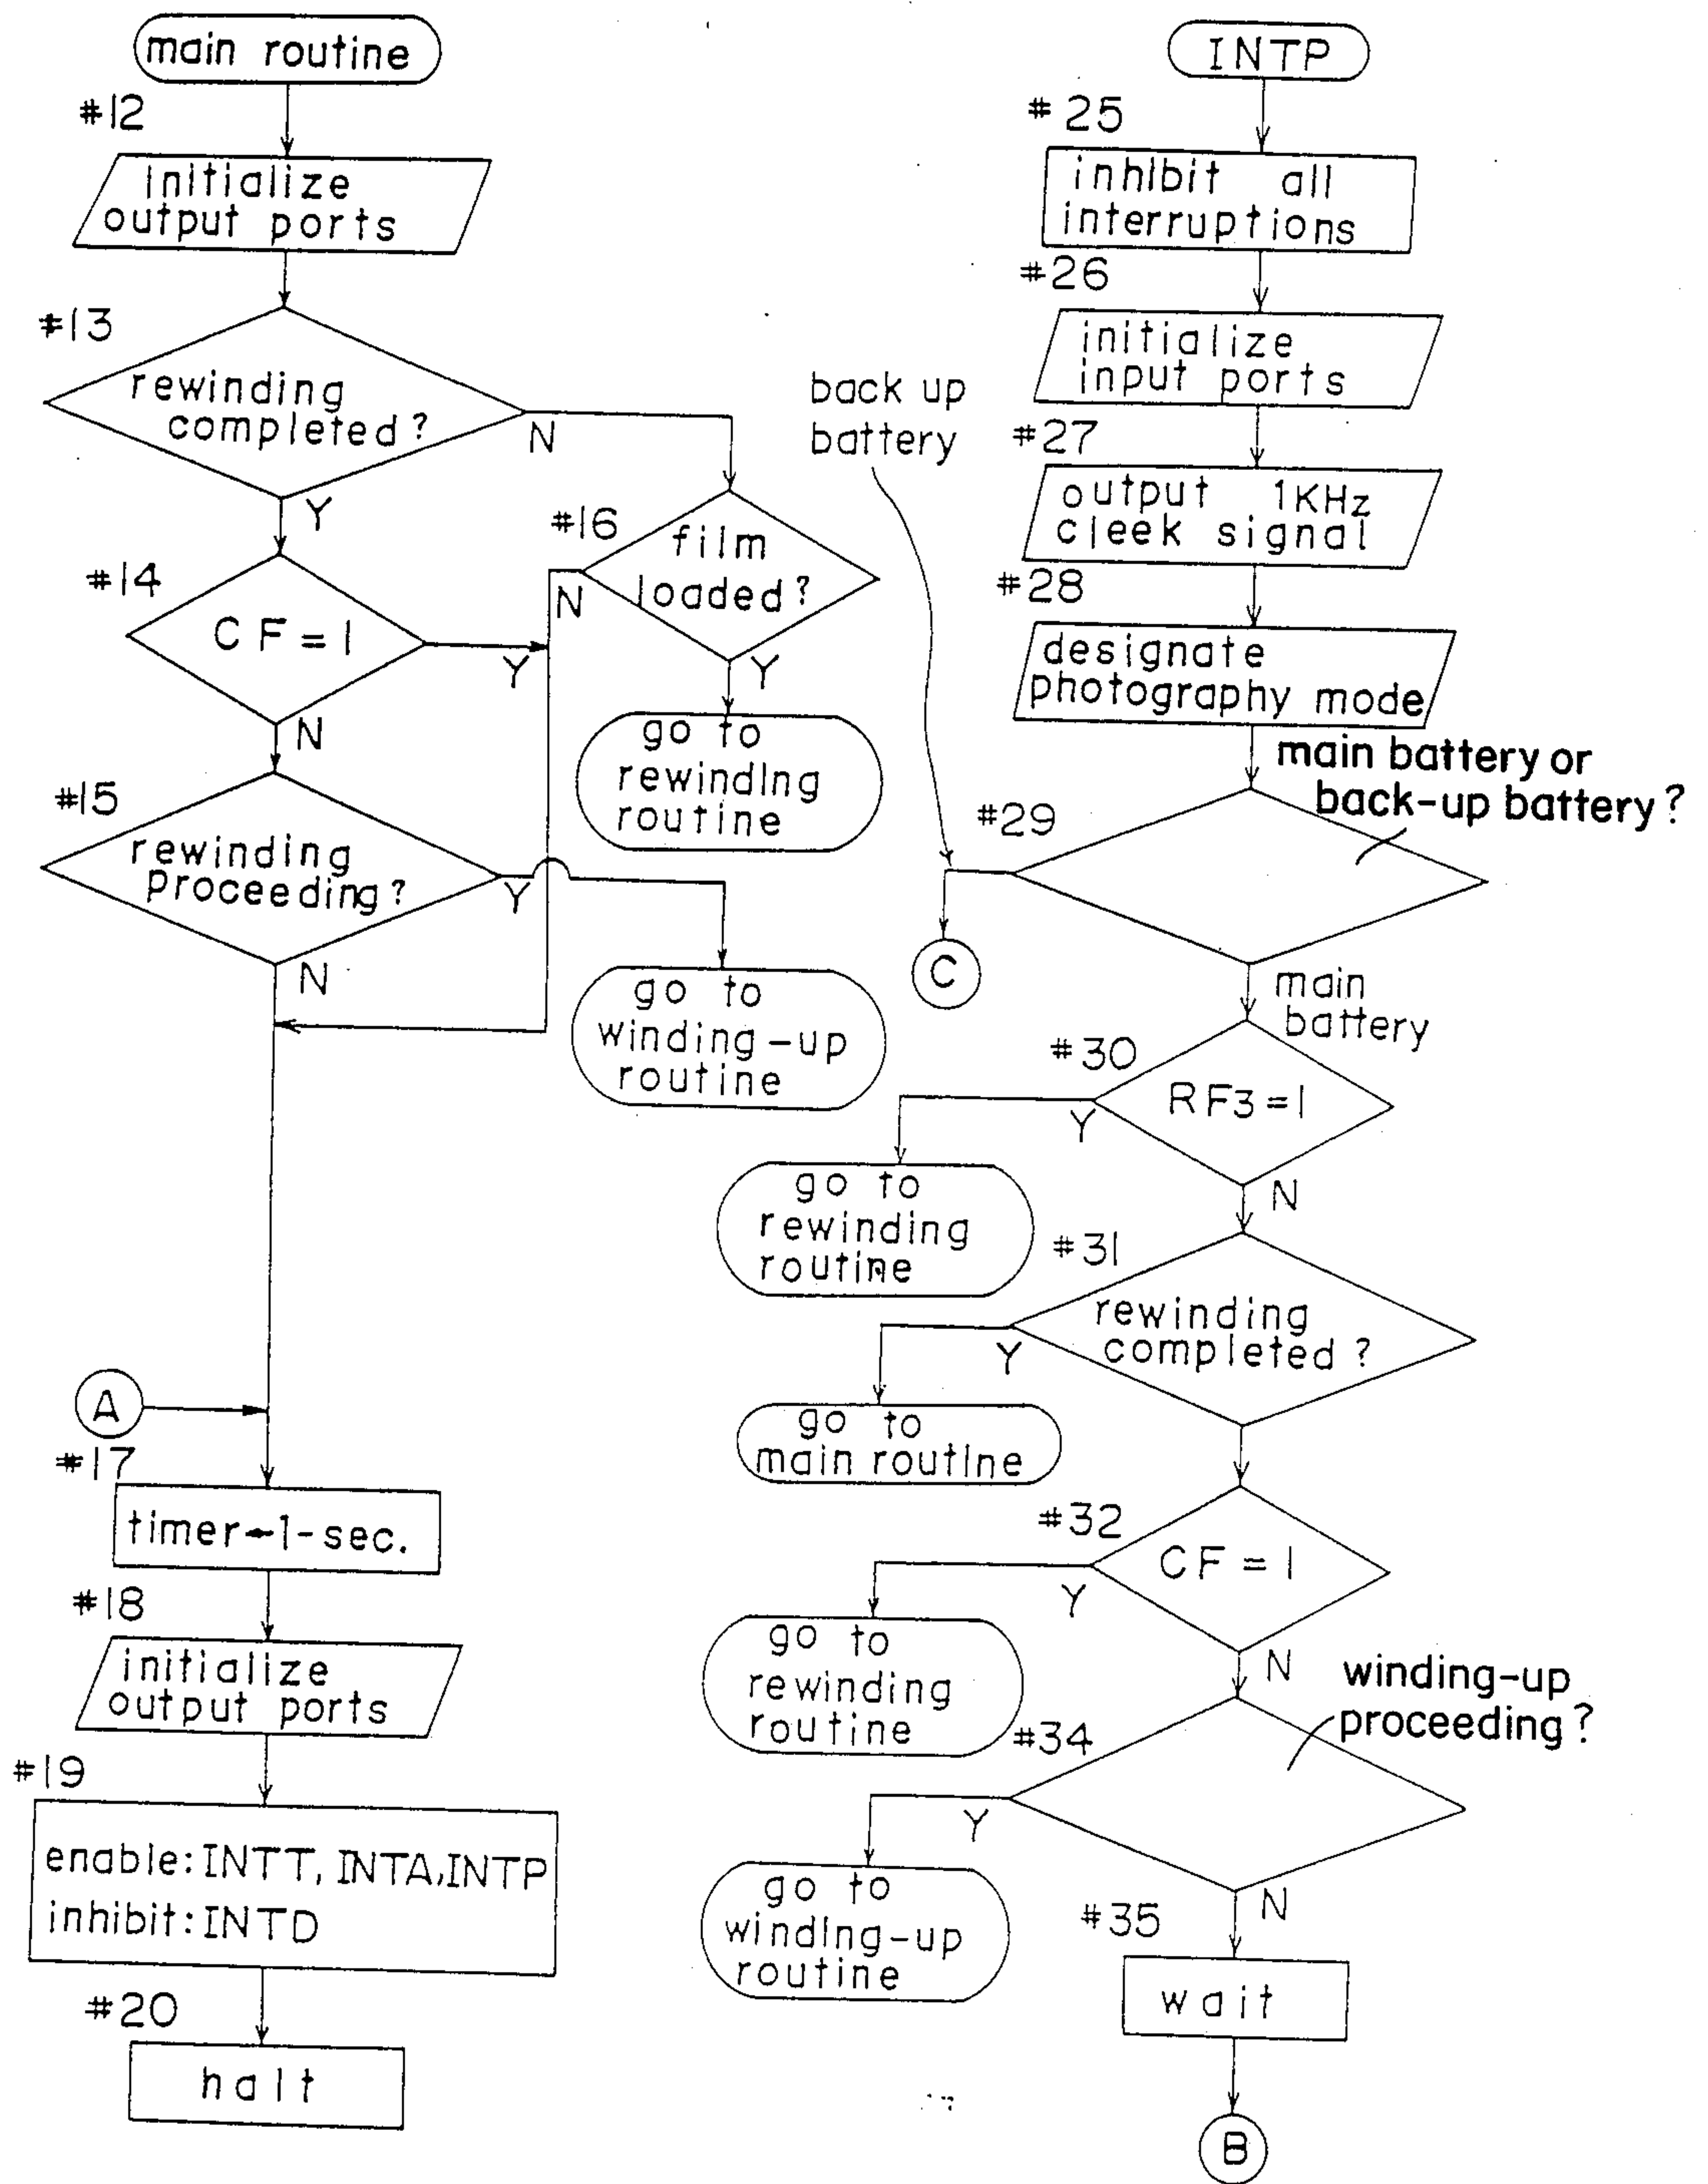 main routine
#12
initialize
output ports
#13
rewinding
completed?
N
Y
#14
CF=1
Y
N
#16
film
loaded?
N
Y
go to
rewinding
routine
#15
rewinding
proceeding?
Y
N
go to
winding-up
routine
A
#17
timer←1-sec.
#18
initialize
output ports
#19
enable:INTT, INTA,INTP
inhibit:INTD
#20
halt
INTP
#25
inhibit all
interruptions
#26
initialize
input ports
#27
output 1KHz
cleek signal
#28
designate
photography mode
main battery or
back-up battery?
#29
back up
battery
C
main
battery
#30
RF3=1
Y
N
go to
rewinding
routine
#31
rewinding
completed?
Y
go to
main routine
#32
CF=1
Y
N
go to
rewinding
routine
winding-up
proceeding?
#34
Y
N
go to
winding-up
routine
#35
wait
B